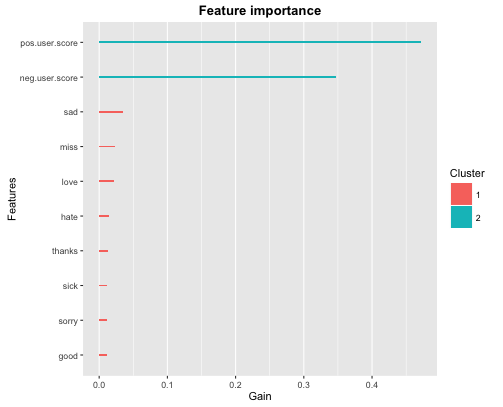 Feature importance
pos.user.score
neg.user.score
sad
miss
love
hate
thanks
sick
sorry
good
Features
0.0 0.1 0.2 0.3 0.4
Gain
Cluster
1
2